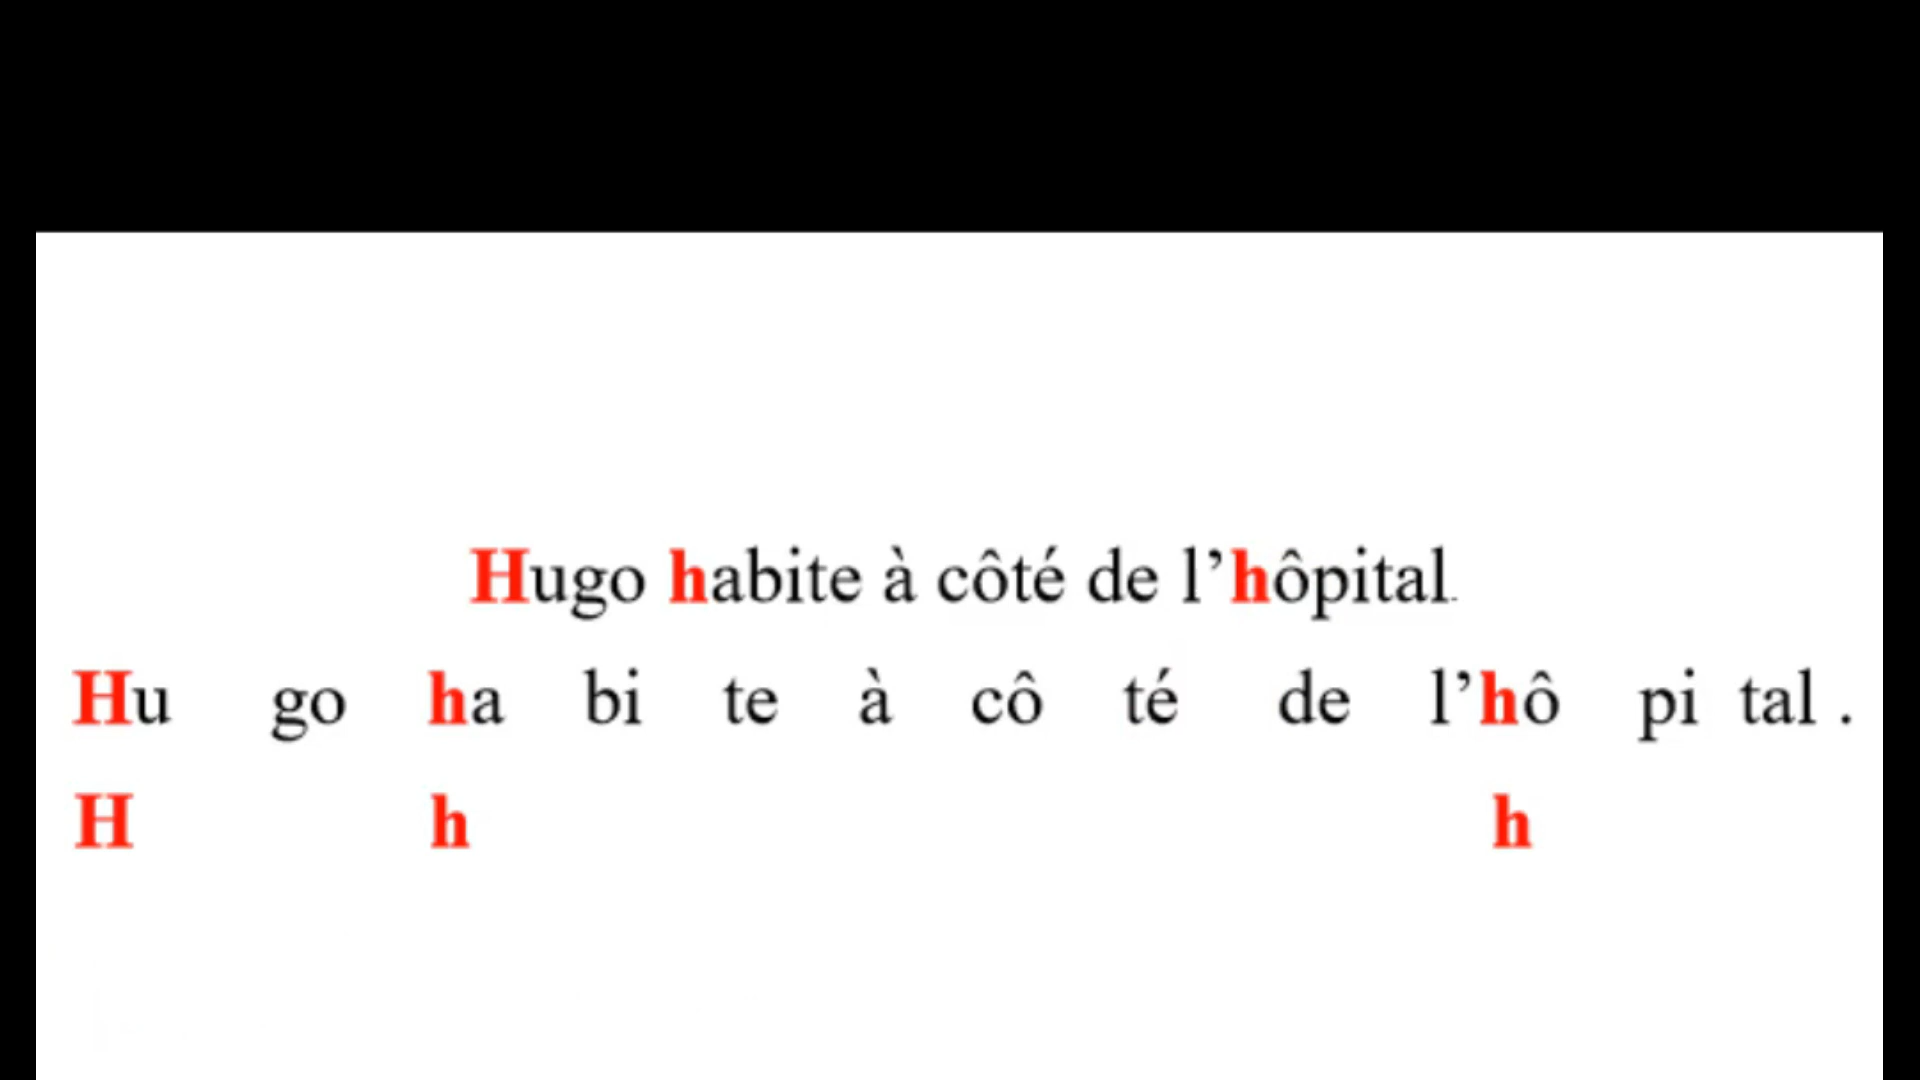 Hugo habite à côté de l’hôpital.
Hu go ha bi te à cô té de l’hô pi tal .
H h h